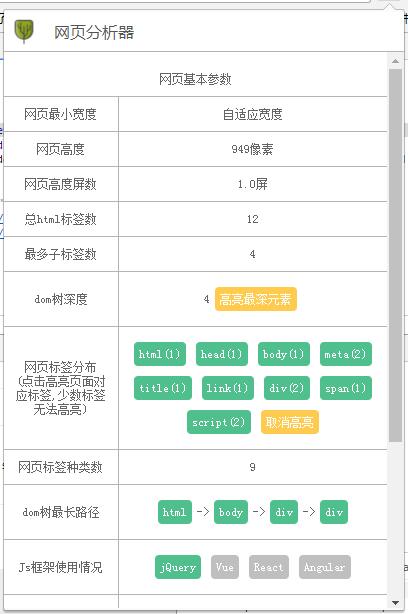 网页分析器
网页基本参数
网页最小宽度 自适应宽度
网页高度 949像素
网页高度屏数 1.0屏
总html标签数 12
最多子标签数 4
dom树深度 4 高亮最深元素
网页标签分布
(点击高亮页面对
应标签,少数标签
无法高亮)
html(1) head(1) body(1) meta(2)
title(1) link(1) div(2) span(1)
script(2) 取消高亮
网页标签种类数 9
dom树最长路径 html -> body -> div -> div
Js框架使用情况 jQuery Vue React Angular